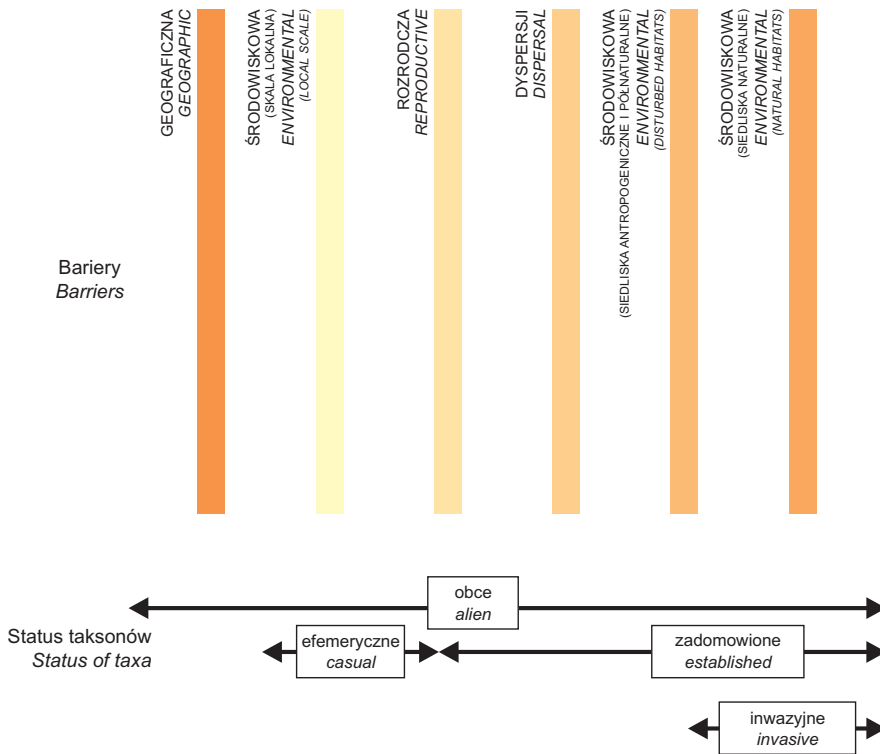 GEOGRAFICZNA
GEOGRAPHIC
ŚRODOWISKOWA
(SKALA LOKALNA)
ENVIRONMENTAL
(LOCAL SCALE)
ROZRODCZA
REPRODUCTIVE
DYSPERSJI
DISPERSAL
ŚRODOWISKOWA
(SIEDLISKA ANTROPOGENICZNE I PÓŁNATURALNE)
ENVIRONMENTAL
(DISTURBED HABITATS)
ŚRODOWISKOWA
(SIEDLISKA NATURALNE)
ENVIRONMENTAL
(NATURAL HABITATS)
Bariery
Barriers
obce
alien
Status taksonów
Status of taxa
efemeryczne
casual
zadomowione
established
inwazyjne
invasive